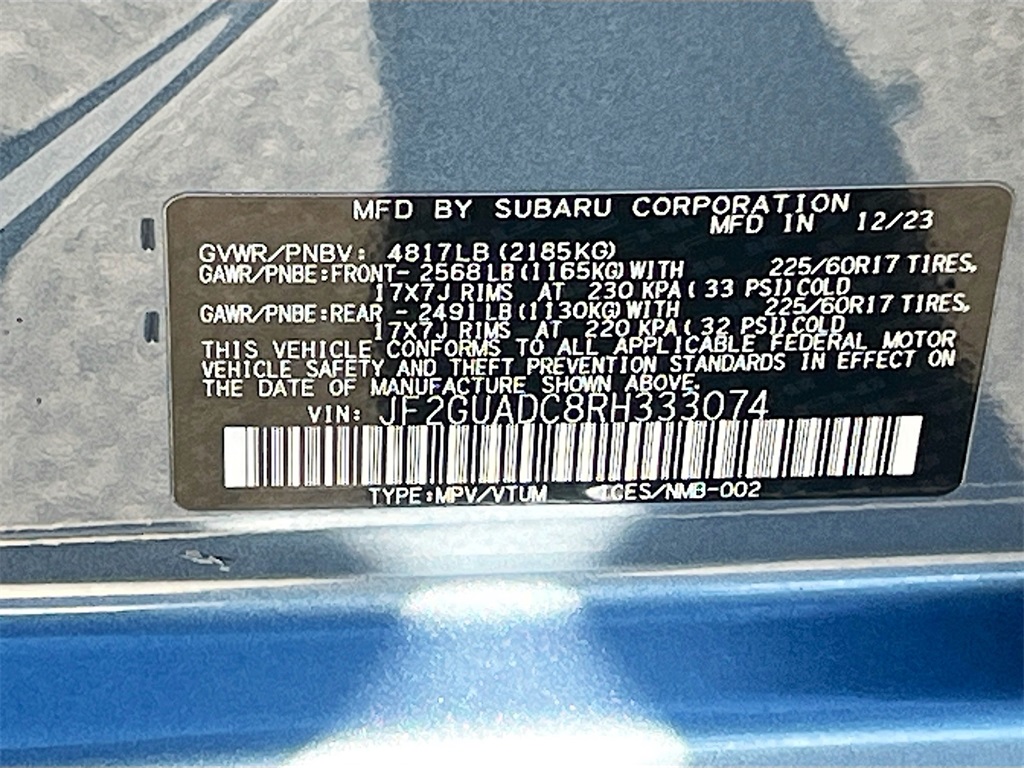 MFD BY SUBARU CORPORATION
MFD IN 12/23
GVWR/PNBV: 4817LB (2185KG)
GAWR/PNBE:FRONT- 2568LB(1165KG)WITH 225/60R17 TIRES,
17X7J RIMS AT 230 KPA( 33 PSI)COLD
GAWR/PNBE:REAR - 2491LB(1130KG)WITH 225/60R17 TIRES,
17X7J RIMS AT 220 KPA( 32 PSI)COLD
THIS VEHICLE CONFORMS TO ALL APPLICABLE FEDERAL MOTOR
VEHICLE SAFETY AND THEFT PREVENTION STANDARDS IN EFFECT ON
THE DATE OF MANUFACTURE SHOWN ABOVE.
VIN: JF2GUADC8RH333074
TYPE:MPV/VTUM ICES/NMB-002